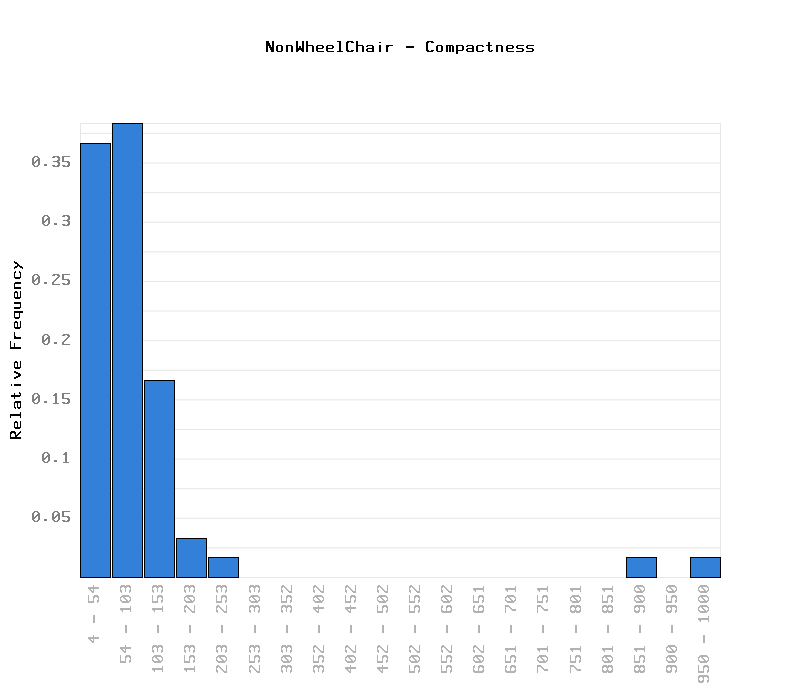 NonWheelChair - Compactness
Relative Frequency
0.35
0.3
0.25
0.2
0.15
0.1
0.05
4 - 54
54 - 103
103 - 153
153 - 203
203 - 253
253 - 303
303 - 352
352 - 402
402 - 452
452 - 502
502 - 552
552 - 602
602 - 651
651 - 701
701 - 751
751 - 801
801 - 851
851 - 900
900 - 950
950 - 1000